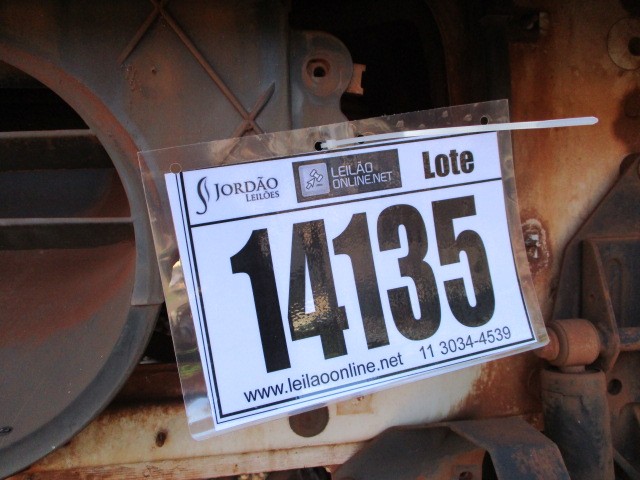 JORDÃO
LEILÕES
LEILÃO
ONLINE.NET
Lote
14135
www.leilaoonline.net 11 3034-4539